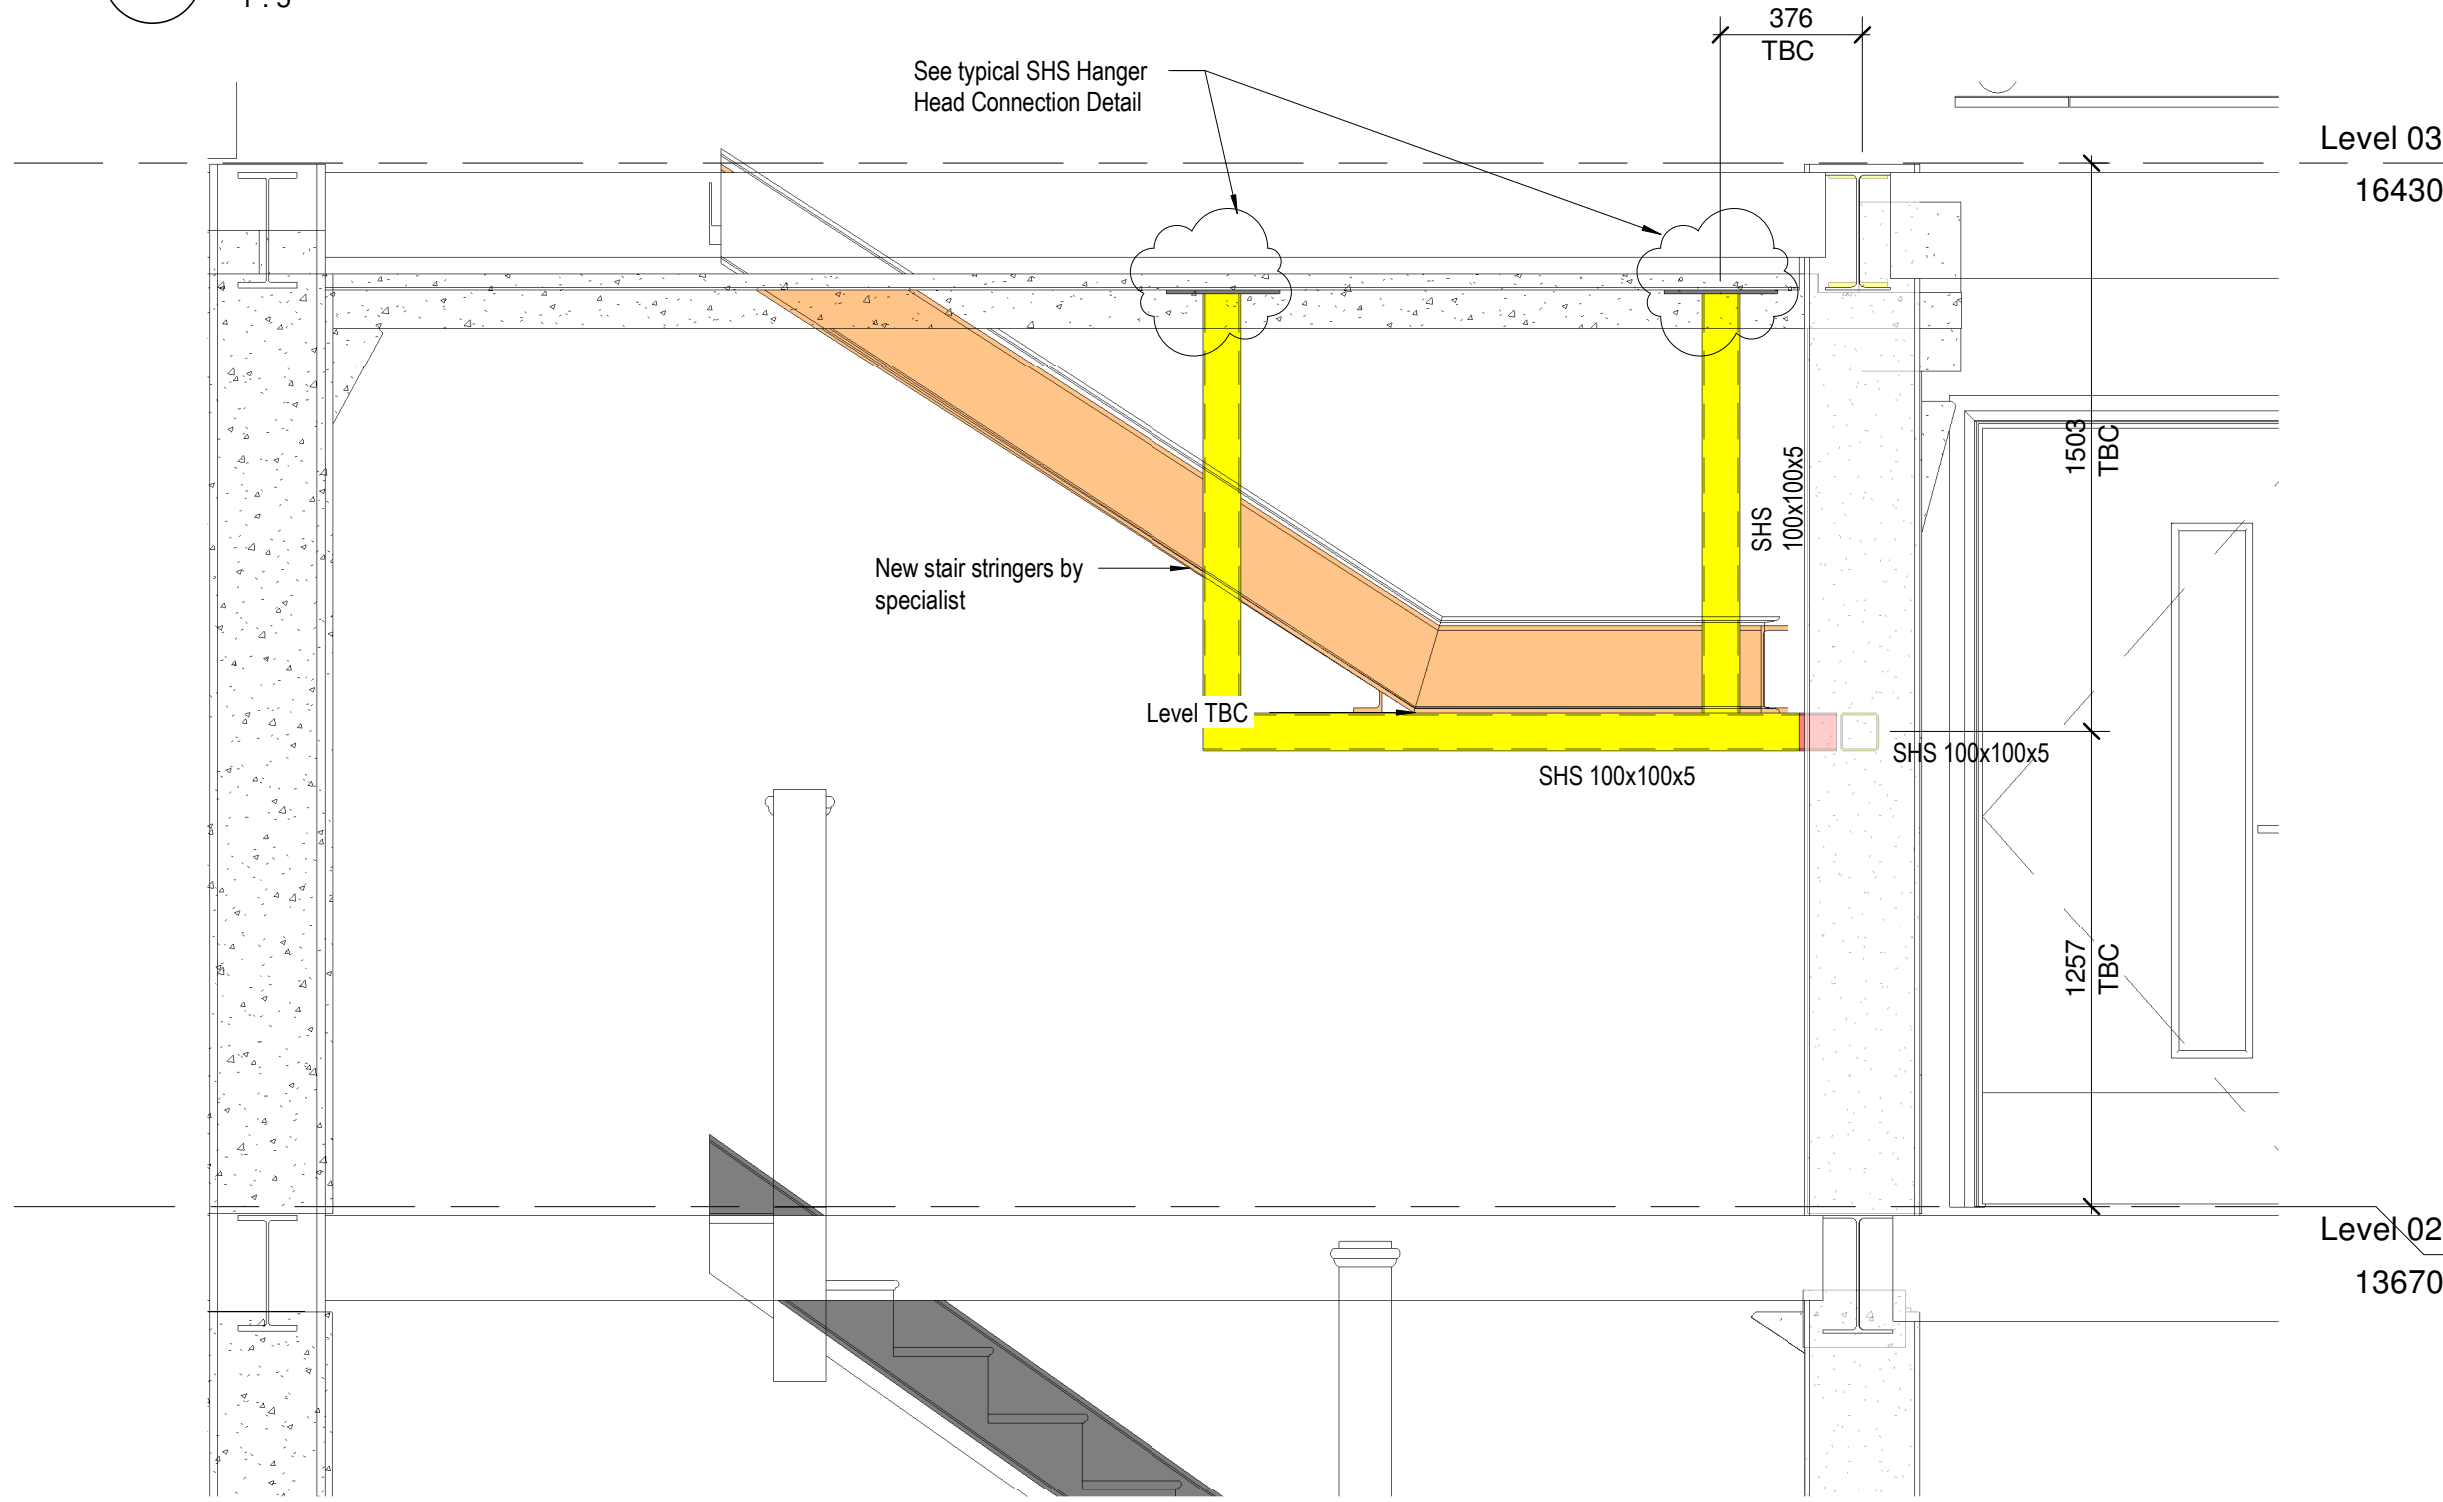 376
TBC
See typical SHS Hanger
Head Connection Detail
Level 03
16430
1503
TBC
SHS
100x100x5
New stair stringers by
specialist
Level TBC
SHS 100x100x5
SHS 100x100x5
1257
TBC
Level 02
13670